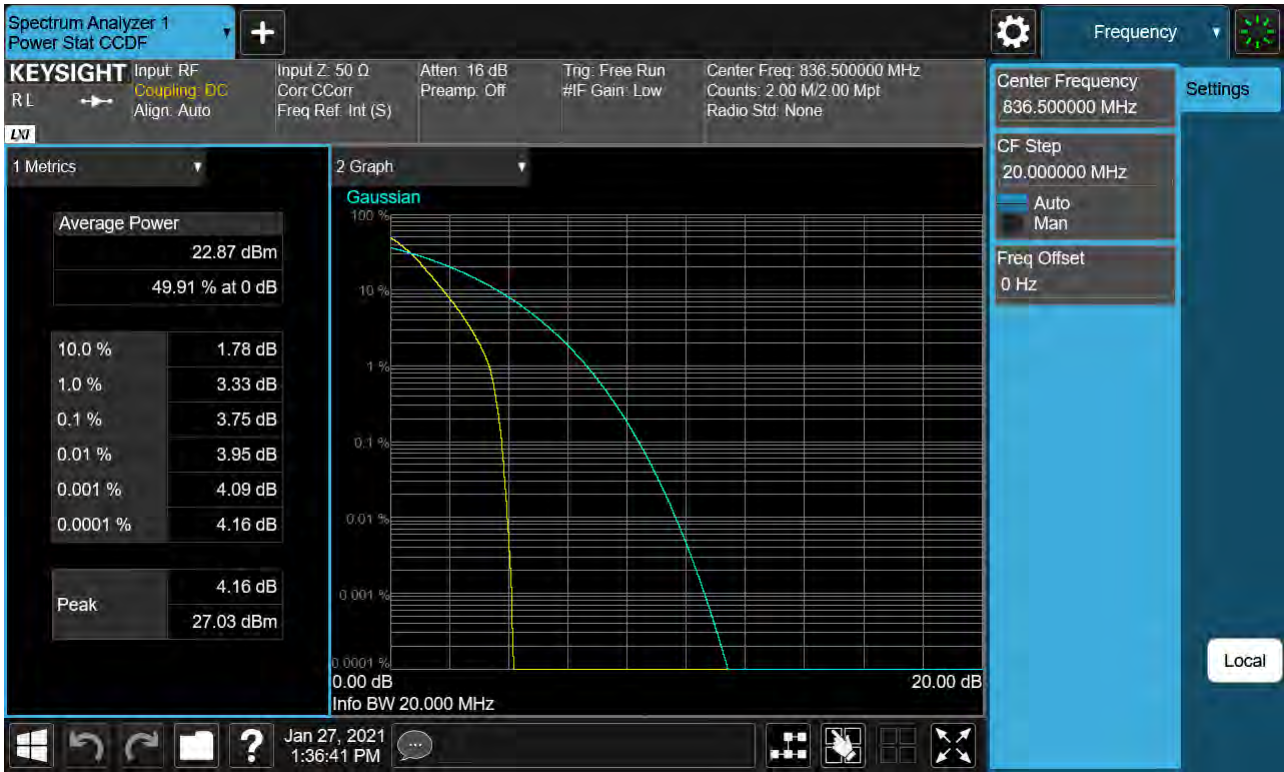 Spectrum Analyzer 1
Power Stat CCDF
+
Frequency
KEYSIGHT
R L
LXI
Input: RF
Coupling: DC
Align: Auto
Input Z: 50 Ω
Corr CCorr
Freq Ref: Int (S)
Atten: 16 dB
Preamp: Off
Trig: Free Run
#IF Gain: Low
Center Freq: 836.500000 MHz
Counts: 2.00 M/2.00 Mpt
Radio Std: None
Center Frequency
836.500000 MHz
Settings
CF Step
20.000000 MHz
Auto
Man
Freq Offset
0 Hz
1 Metrics
Average Power
22.87 dBm
49.91 % at 0 dB
10.0 % 1.78 dB
1.0 % 3.33 dB
0.1 % 3.75 dB
0.01 % 3.95 dB
0.001 % 4.09 dB
0.0001 % 4.16 dB
Peak
4.16 dB
27.03 dBm
2 Graph
Gaussian
100 %
10 %
1 %
0.1 %
0.01 %
0.001 %
0.0001 %
0.00 dB 20.00 dB
Info BW 20.000 MHz
Local
?
Jan 27, 2021
1:36:41 PM